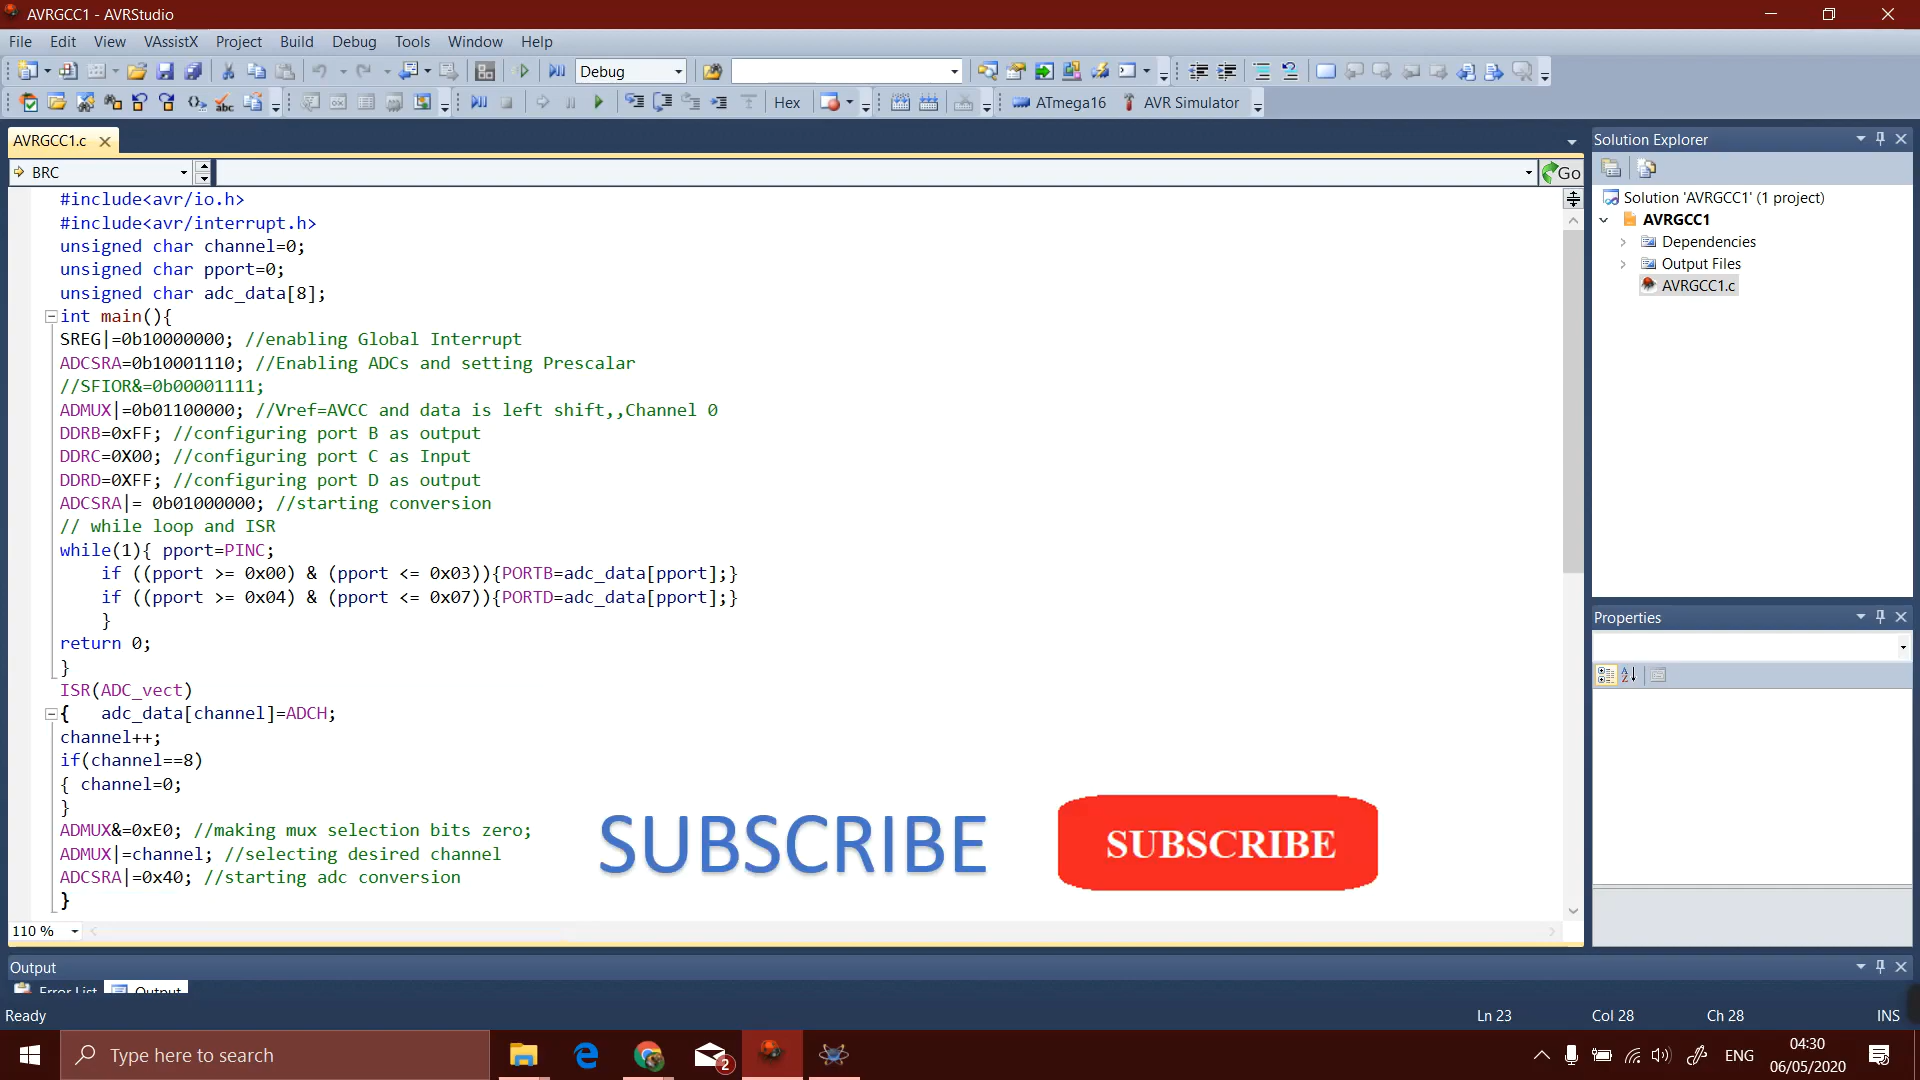 AVRGCC1 - AVRStudio
File Edit View VAssistX Project Build Debug Tools Window Help
Debug
Hex ATmega16 AVR Simulator
AVRGCC1.c
BRC Go
#include<avr/io.h>
#include<avr/interrupt.h>
unsigned char channel=0;
unsigned char pport=0;
unsigned char adc_data[8];
int main(){
SREG|=0b10000000; //enabling Global Interrupt
ADCSRA=0b10001110; //Enabling ADCs and setting Prescalar
//SFIOR&=0b00001111;
ADMUX|=0b01100000; //Vref=AVCC and data is left shift,,Channel 0
DDRB=0xFF; //configuring port B as output
DDRC=0X00; //configuring port C as Input
DDRD=0XFF; //configuring port D as output
ADCSRA|= 0b01000000; //starting conversion
// while loop and ISR
while(1){ pport=PINC;
if ((pport >= 0x00) & (pport <= 0x03)){PORTB=adc_data[pport];}
if ((pport >= 0x04) & (pport <= 0x07)){PORTD=adc_data[pport];}
}
return 0;
}
ISR(ADC_vect)
{ adc_data[channel]=ADCH;
channel++;
if(channel==8)
{ channel=0;
}
ADMUX&=0xE0; //making mux selection bits zero;
ADMUX|=channel; //selecting desired channel
ADCSRA|=0x40; //starting adc conversion
}
SUBSCRIBE
SUBSCRIBE
110 %
Solution Explorer
Solution 'AVRGCC1' (1 project)
AVRGCC1
Dependencies
Output Files
AVRGCC1.c
Properties
Output
Error List Output
Ready Ln 23 Col 28 Ch 28 INS
Type here to search
2
ENG
04:30
06/05/2020